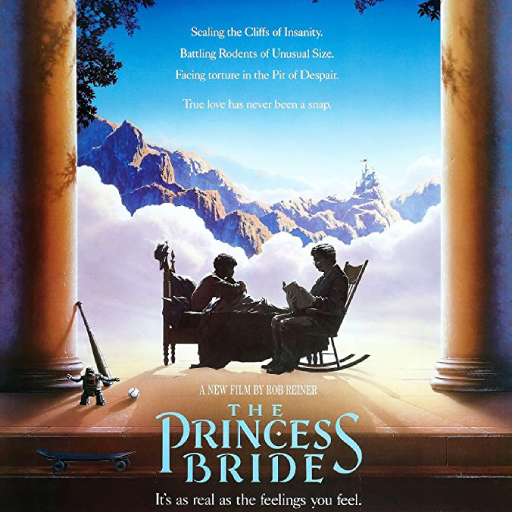 Scaling the Cliffs of Insanity.
Battling Rodents of Unusual Size.
Facing torture in the Pit of Despair.
True love has never been a snap.
A NEW FILM BY ROB REINER
THE
PRINCESS
BRIDE
It's as real as the feelings you feel.